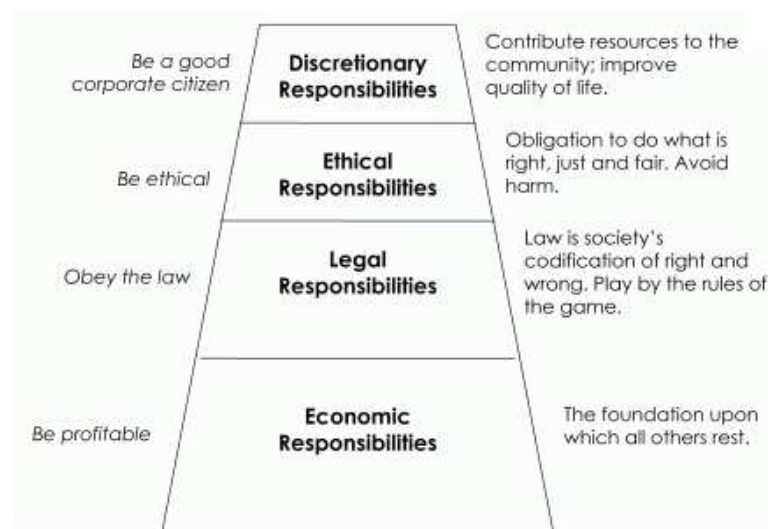 Be a good
corporate citizen
Discretionary
Responsibilities
Contribute resources to the
community; improve
quality of life.
Be ethical
Ethical
Responsibilities
Obligation to do what is
right, just and fair. Avoid
harm.
Obey the law
Legal
Responsibilities
Law is society's
codification of right and
wrong. Play by the rules of
the game.
Be profitable
Economic
Responsibilities
The foundation upon
which all others rest.